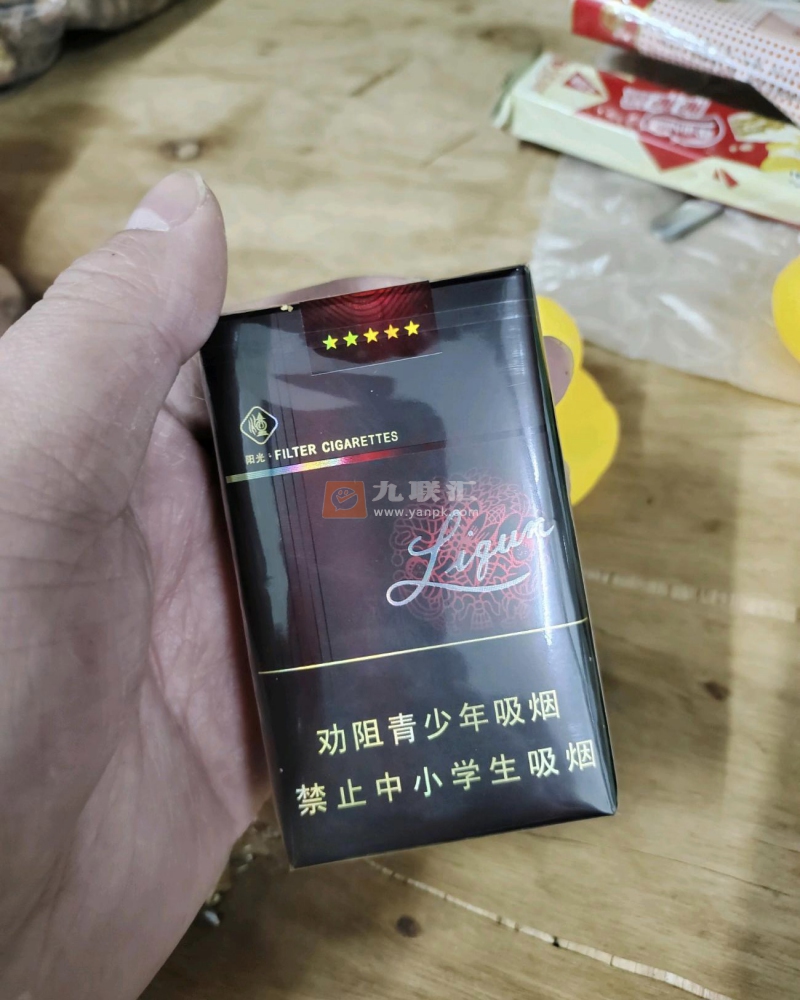 阳光·FILTER CIGARETTES
九联汇
www.yanpk.com
Liqun
劝阻青少年吸烟
禁止中小学生吸烟